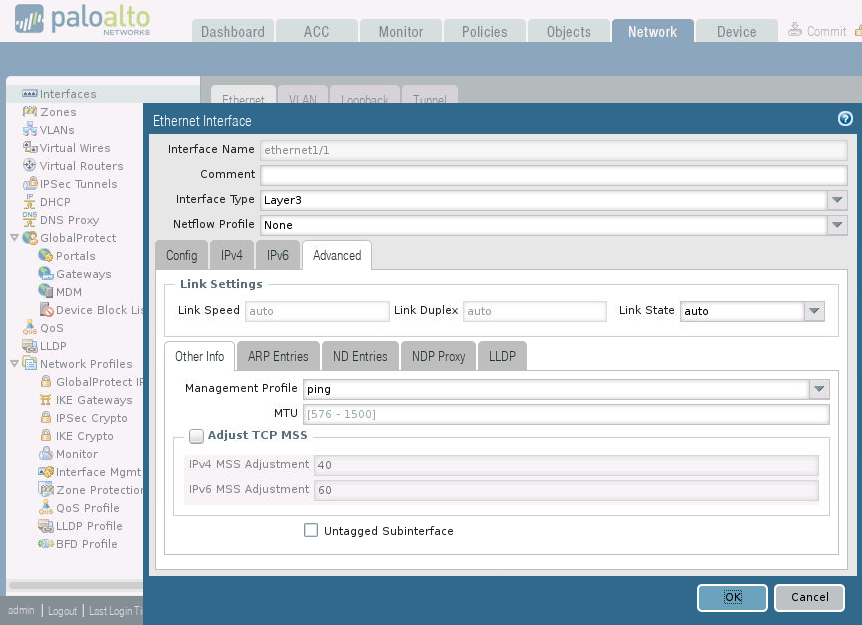 paloalto
NETWORKS
Dashboard ACC Monitor Policies Objects Network Device Commit
Interfaces
Zones
VLANs
Virtual Wires
Virtual Routers
IPSec Tunnels
DHCP
DNS Proxy
GlobalProtect
Portals
Gateways
MDM
Device Block Lis
QoS
LLDP
Network Profiles
GlobalProtect IP
IKE Gateways
IPSec Crypto
IKE Crypto
Monitor
Interface Mgmt
Zone Protection
QoS Profile
LLDP Profile
BFD Profile
admin | Logout | Last Login Ti
Ethernet VLAN Loopback Tunnel
Ethernet Interface
Interface Name ethernet1/1
Comment
Interface Type Layer3
Netflow Profile None
Config IPv4 IPv6 Advanced
Link Settings
Link Speed auto Link Duplex auto Link State auto
Other Info ARP Entries ND Entries NDP Proxy LLDP
Management Profile ping
MTU [576 - 1500]
Adjust TCP MSS
IPv4 MSS Adjustment 40
IPv6 MSS Adjustment 60
Untagged Subinterface
OK Cancel